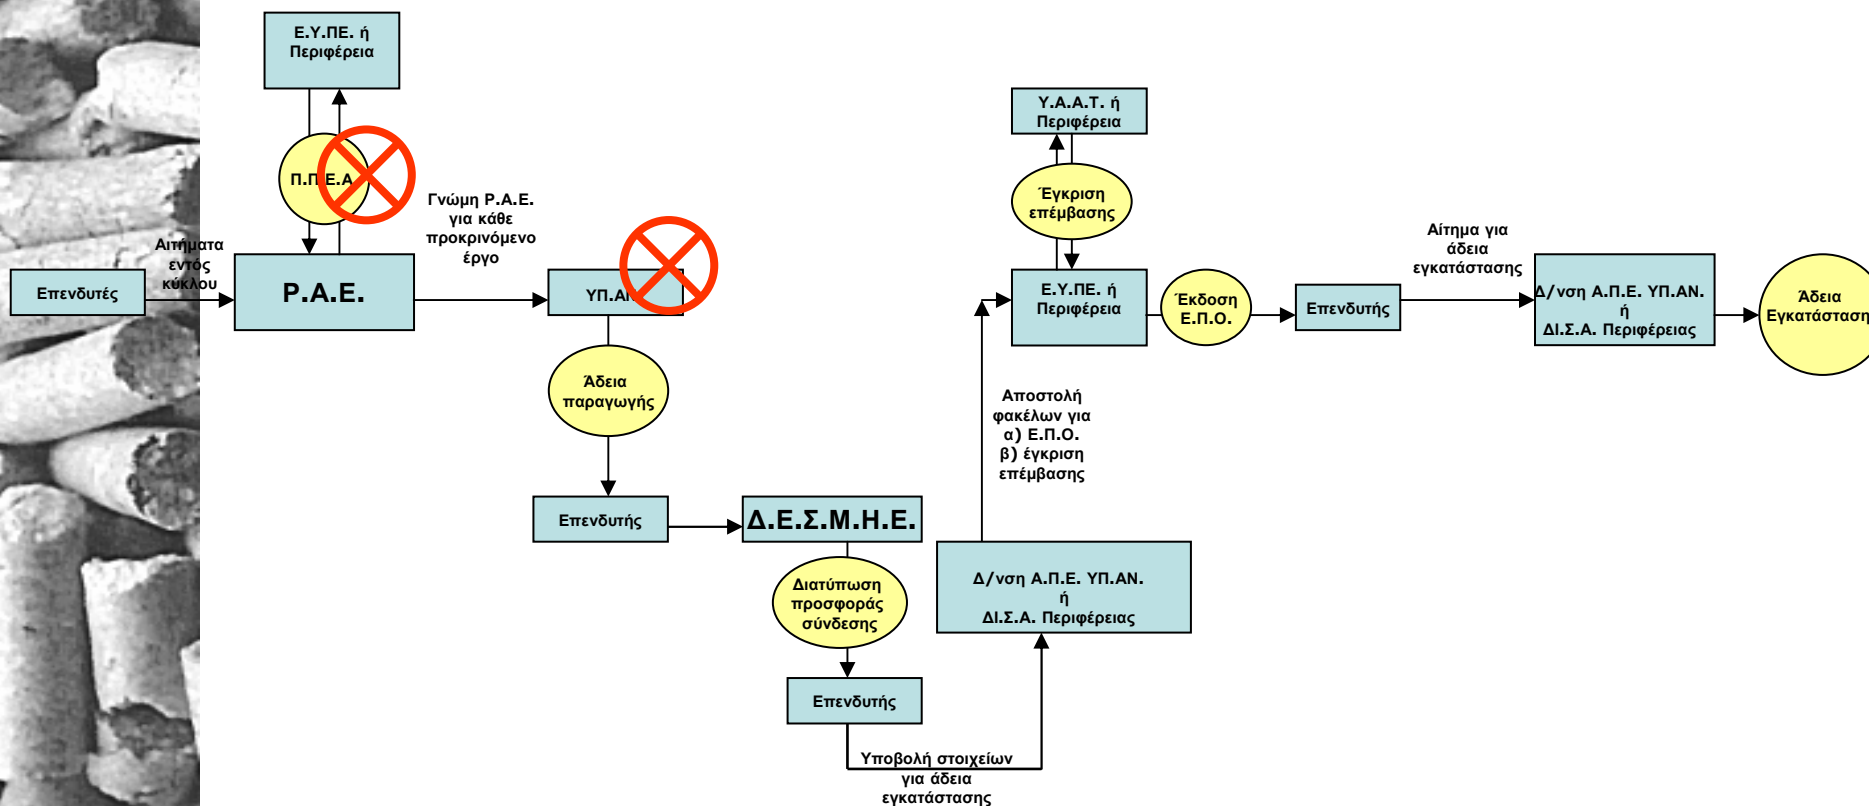 Ε.Υ.ΠΕ. ή
Περιφέρεια
Π.Π.Ε.Α
Αιτήματα
εντός
κύκλου
Επενδυτές
Ρ.Α.Ε.
Γνώμη Ρ.Α.Ε.
για κάθε
προκρινόμενο
έργο
ΥΠ.ΑΝ.
Άδεια
παραγωγής
Επενδυτής
Δ.Ε.Σ.Μ.Η.Ε.
Διατύπωση
προσφοράς
σύνδεσης
Επενδυτής
Υποβολή στοιχείων
για άδεια
εγκατάστασης
Δ/νση Α.Π.Ε. ΥΠ.ΑΝ.
ή
ΔΙ.Σ.Α. Περιφέρειας
Αποστολή
φακέλων για
α) Ε.Π.Ο.
β) έγκριση
επέμβασης
Υ.Α.Α.Τ. ή
Περιφέρεια
Έγκριση
επέμβασης
Ε.Υ.ΠΕ. ή
Περιφέρεια
Έκδοση
Ε.Π.Ο.
Επενδυτής
Αίτημα για
άδεια
εγκατάστασης
Δ/νση Α.Π.Ε. ΥΠ.ΑΝ.
ή
ΔΙ.Σ.Α. Περιφέρειας
Άδεια
Εγκατάσταση